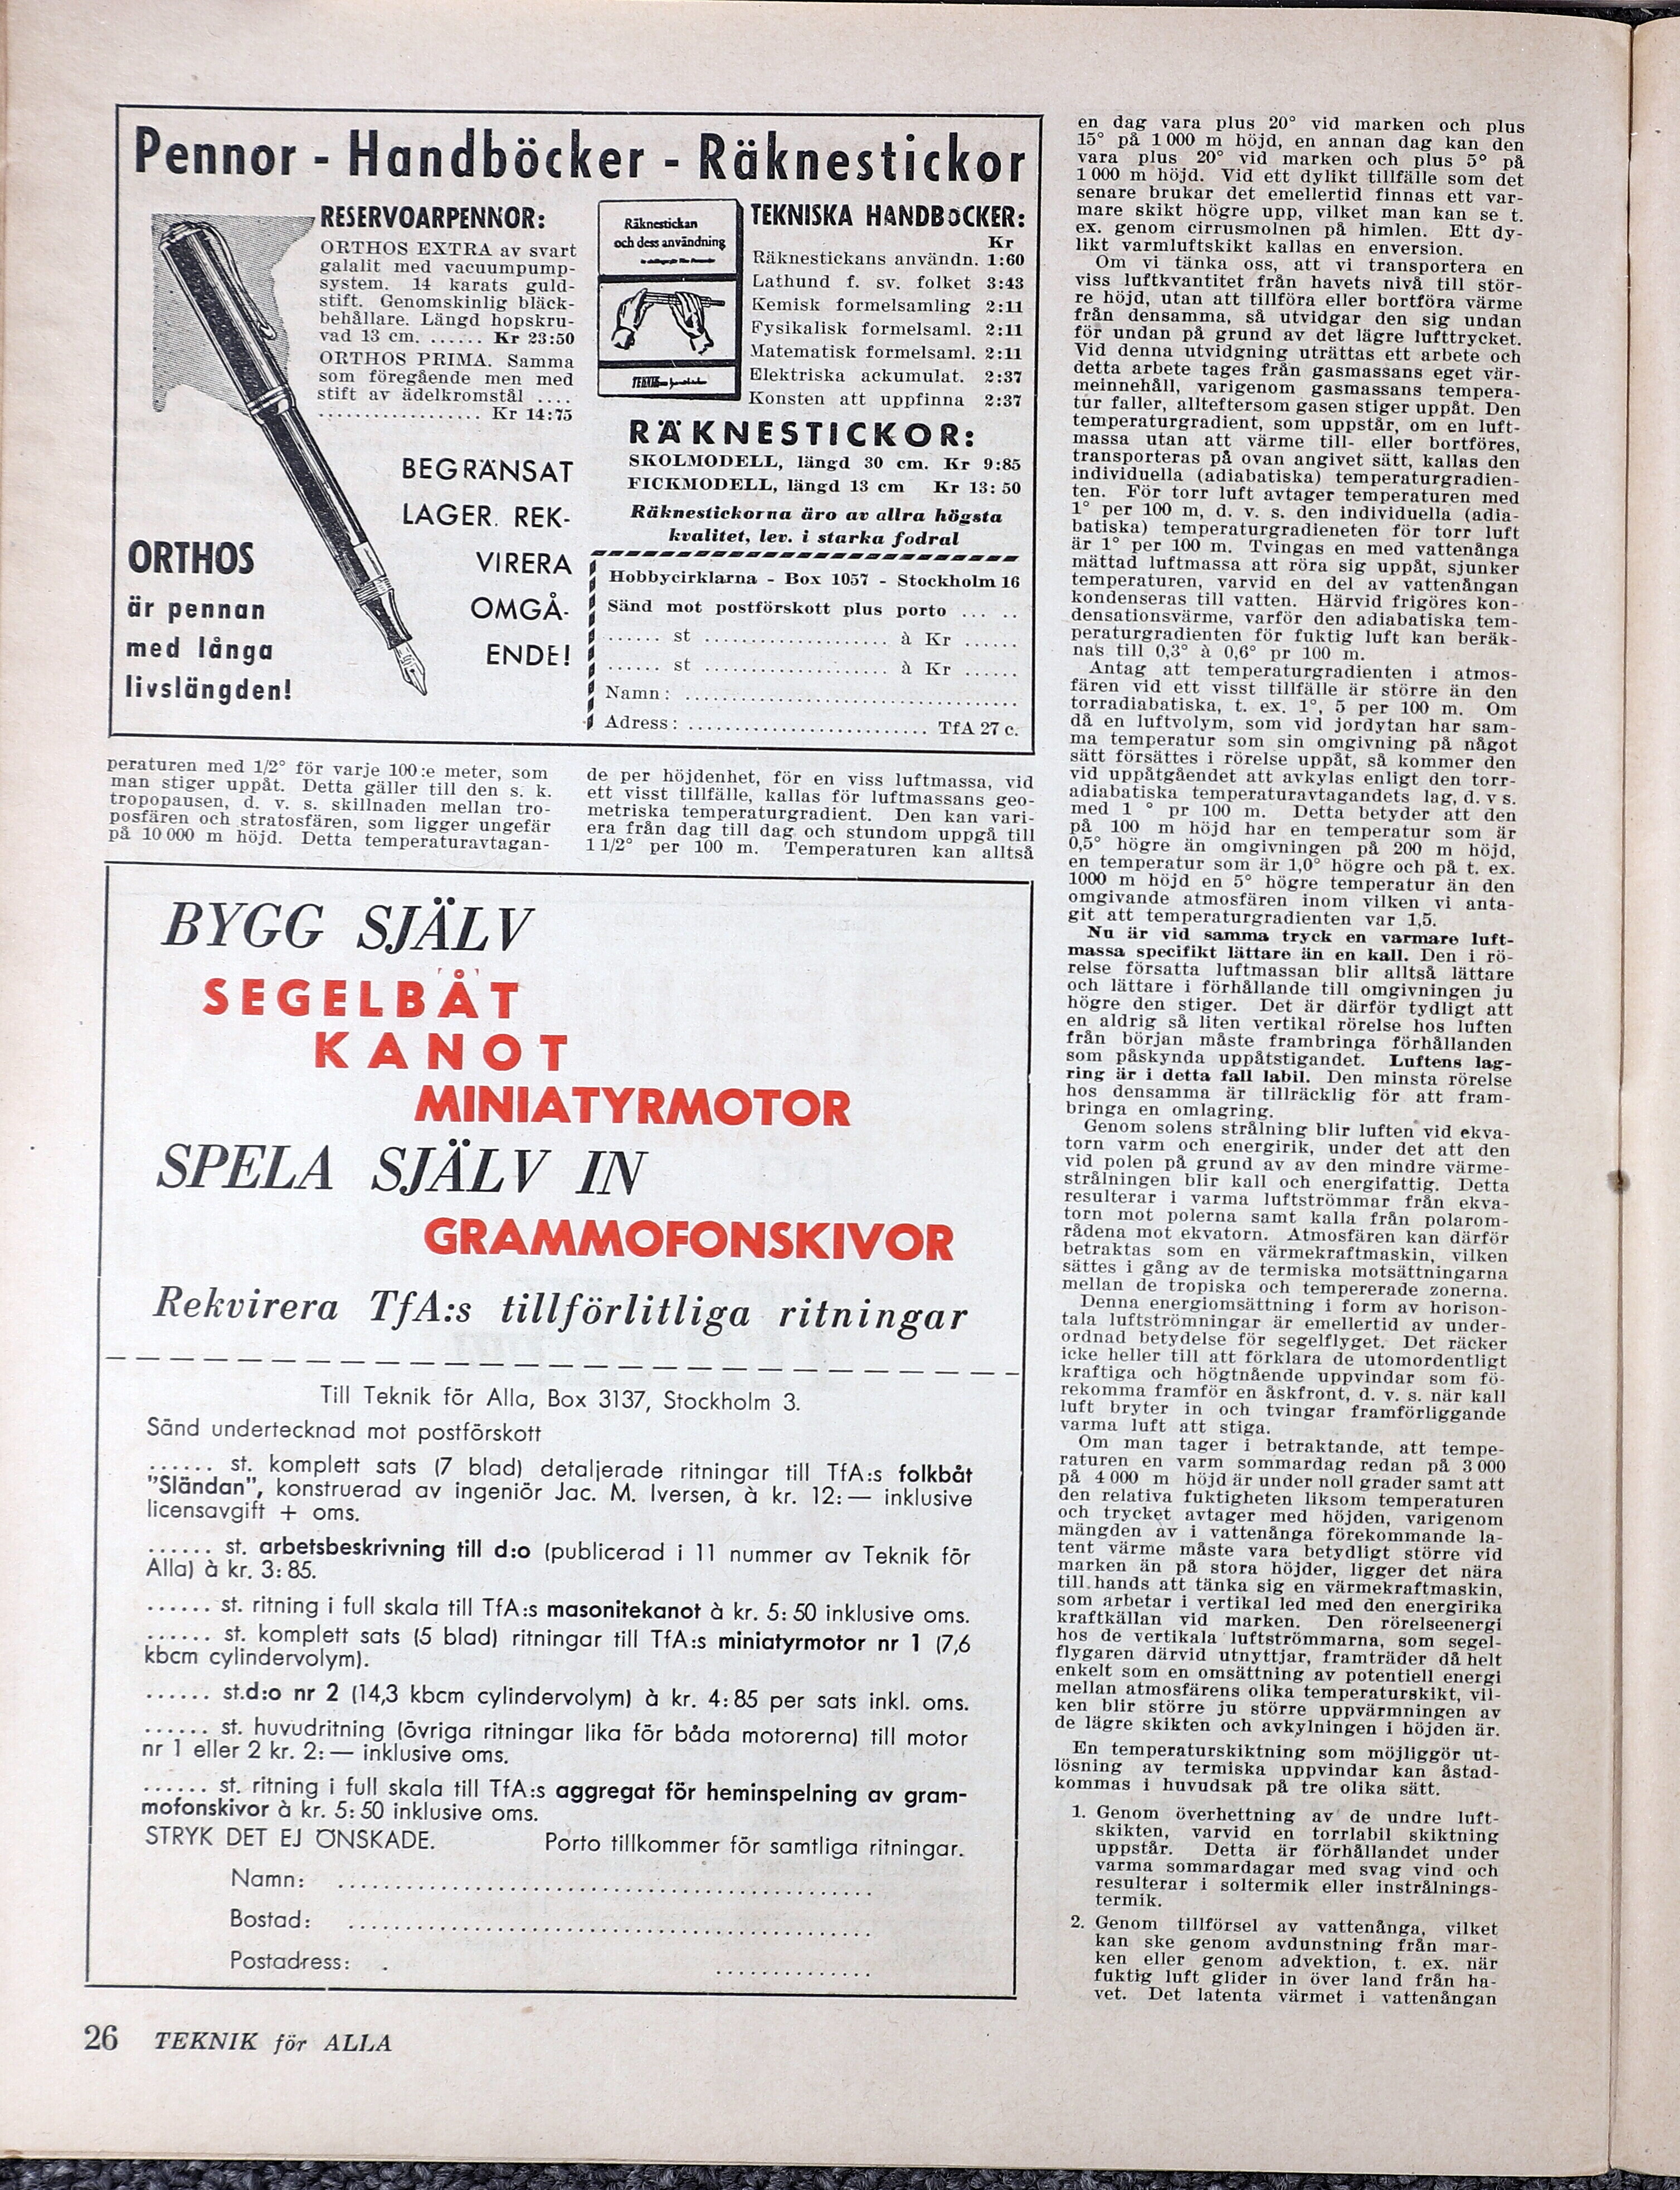 Pennor - Handböcker - Räknestickor
RESERVOARPENNOR:
ORTHOS EXTRA av svart
galalit med vacuumpump-
system. 14 karats guld-
stift. Genomskinlig bläck-
behållare. Längd hopskru-
vad 13 cm. ...... Kr 23:50
ORTHOS PRIMA. Samma
som föregående men med
stift av ädelkromstål ....
.................. Kr 14:75
BEGRÄNSAT
LAGER. REK-
VIRERA
OMGÅ-
ENDE!
ORTHOS
är pennan
med långa
livslängden!
Räknestickan
och dess användning
TEKNISKA HANDBÖCKER:
Kr
Räknestickans användn. 1:60
Lathund f. sv. folket 3:43
Kemisk formelsamling 2:11
Fysikalisk formelsaml. 2:11
Matematisk formelsaml. 2:11
Elektriska ackumulat. 2:37
Konsten att uppfinna 2:37
RÄKNESTICKOR:
SKOLMODELL, längd 30 cm. Kr 9:85
FICKMODELL, längd 13 cm Kr 13:50
Räknestickorna äro av allra högsta
kvalitet, lev. i starka fodral
Hobbycirklarna - Box 1057 - Stockholm 16
Sänd mot postförskott plus porto ... ..
...... st ..................... à Kr ......
...... st ..................... à Kr ......
Namn: ......................................
Adress: ........................... TfA 27 c.
peraturen med 1/2° för varje 100:e meter, som
man stiger uppåt. Detta gäller till den s. k.
tropopausen, d. v. s. skillnaden mellan tro-
posfären och stratosfären, som ligger ungefär
på 10 000 m höjd. Detta temperaturavtagan-
de per höjdenhet, för en viss luftmassa, vid
ett visst tillfälle, kallas för luftmassans geo-
metriska temperaturgradient. Den kan vari-
era från dag till dag och stundom uppgå till
1 1/2° per 100 m. Temperaturen kan alltså
BYGG SJÄLV
SEGELBÅT
KANOT
MINIATYRMOTOR
SPELA SJÄLV IN
GRAMMOFONSKIVOR
Rekvirera TfA:s tillförlitliga ritningar
Till Teknik för Alla, Box 3137, Stockholm 3.
Sänd undertecknad mot postförskott
...... st. komplett sats (7 blad) detaljerade ritningar till TfA:s folkbåt
"Sländan", konstruerad av ingeniör Jac. M. Iversen, à kr. 12:— inklusive
licensavgift + oms.
...... st. arbetsbeskrivning till d:o (publicerad i 11 nummer av Teknik för
Alla) à kr. 3:85.
...... st. ritning i full skala till TfA:s masonitekanot à kr. 5:50 inklusive oms.
...... st. komplett sats (5 blad) ritningar till TfA:s miniatyrmotor nr 1 (7,6
kbcm cylindervolym).
...... st.d:o nr 2 (14,3 kbcm cylindervolym) à kr. 4:85 per sats inkl. oms.
...... st. huvudritning (övriga ritningar lika för båda motorerna) till motor
nr 1 eller 2 kr. 2:— inklusive oms.
...... st. ritning i full skala till TfA:s aggregat för heminspelning av gram-
mofonskivor à kr. 5:50 inklusive oms.
STRYK DET EJ ÖNSKADE. Porto tillkommer för samtliga ritningar.
Namn: ..............................................
Bostad: .............................................
Postadress: . ..............
26 TEKNIK för ALLA
en dag vara plus 20° vid marken och plus
15° på 1 000 m höjd, en annan dag kan den
vara plus 20° vid marken och plus 5° på
1 000 m höjd. Vid ett dylikt tillfälle som det
senare brukar det emellertid finnas ett var-
mare skikt högre upp, vilket man kan se t.
ex. genom cirrusmolnen på himlen. Ett dy-
likt varmluftskikt kallas en enversion.
Om vi tänka oss, att vi transportera en
viss luftkvantitet från havets nivå till stör-
re höjd, utan att tillföra eller bortföra värme
från densamma, så utvidgar den sig undan
för undan på grund av det lägre lufttrycket.
Vid denna utvidgning uträttas ett arbete och
detta arbete tages från gasmassans eget vär-
meinnehåll, varigenom gasmassans tempera-
tur faller, allteftersom gasen stiger uppåt. Den
temperaturgradient, som uppstår, om en luft-
massa utan att värme till- eller bortföres,
transporteras på ovan angivet sätt, kallas den
individuella (adiabatiska) temperaturgradien-
ten. För torr luft avtager temperaturen med
1° per 100 m, d. v. s. den individuella (adia-
batiska) temperaturgradieneten för torr luft
är 1° per 100 m. Tvingas en med vattenånga
mättad luftmassa att röra sig uppåt, sjunker
temperaturen, varvid en del av vattenångan
kondenseras till vatten. Härvid frigöres kon-
densationsvärme, varför den adiabatiska tem-
peraturgradienten för fuktig luft kan beräk-
nas till 0,3° à 0,6° pr 100 m.
Antag att temperaturgradienten i atmos-
fären vid ett visst tillfälle är större än den
torradiabatiska, t. ex. 1°, 5 per 100 m. Om
då en luftvolym, som vid jordytan har sam-
ma temperatur som sin omgivning på något
sätt försättes i rörelse uppåt, så kommer den
vid uppåtgåendet att avkylas enligt den torr-
adiabatiska temperaturavtagandets lag, d. v s.
med 1 ° pr 100 m. Detta betyder att den
på 100 m höjd har en temperatur som är
0,5° högre än omgivningen på 200 m höjd,
en temperatur som är 1,0° högre och på t. ex.
1000 m höjd en 5° högre temperatur än den
omgivande atmosfären inom vilken vi anta-
git att temperaturgradienten var 1,5.
Nu är vid samma tryck en varmare luft-
massa specifikt lättare än en kall. Den i rö-
relse försatta luftmassan blir alltså lättare
och lättare i förhållande till omgivningen ju
högre den stiger. Det är därför tydligt att
en aldrig så liten vertikal rörelse hos luften
från början måste frambringa förhållanden
som påskynda uppåtstigandet. Luftens lag-
ring är i detta fall labil. Den minsta rörelse
hos densamma är tillräcklig för att fram-
bringa en omlagring.
Genom solens strålning blir luften vid ekva-
torn varm och energirik, under det att den
vid polen på grund av av den mindre värme-
strålningen blir kall och energifattig. Detta
resulterar i varma luftströmmar från ekva-
torn mot polerna samt kalla från polarom-
rådena mot ekvatorn. Atmosfären kan därför
betraktas som en värmekraftmaskin, vilken
sättes i gång av de termiska motsättningarna
mellan de tropiska och tempererade zonerna.
Denna energiomsättning i form av horison-
tala luftströmningar är emellertid av under-
ordnad betydelse för segelflyget. Det räcker
icke heller till att förklara de utomordentligt
kraftiga och högtnående uppvindar som fö-
rekomma framför en åskfront, d. v. s. när kall
luft bryter in och tvingar framförliggande
varma luft att stiga.
Om man tager i betraktande, att tempe-
raturen en varm sommardag redan på 3 000
på 4 000 m höjd är under noll grader samt att
den relativa fuktigheten liksom temperaturen
och trycket avtager med höjden, varigenom
mängden av i vattenånga förekommande la-
tent värme måste vara betydligt större vid
marken än på stora höjder, ligger det nära
till hands att tänka sig en värmekraftmaskin,
som arbetar i vertikal led med den energirika
kraftkällan vid marken. Den rörelseenergi
hos de vertikala luftströmmarna, som segel-
flygaren därvid utnyttjar, framträder då helt
enkelt som en omsättning av potentiell energi
mellan atmosfärens olika temperaturskikt, vil-
ken blir större ju större uppvärmningen av
de lägre skikten och avkylningen i höjden är.
En temperaturskiktning som möjliggör ut-
lösning av termiska uppvindar kan åstad-
kommas i huvudsak på tre olika sätt.
1. Genom överhettning av de undre luft-
skikten, varvid en torrlabil skiktning
uppstår. Detta är förhållandet under
varma sommardagar med svag vind och
resulterar i soltermik eller instrålnings-
termik.
2. Genom tillförsel av vattenånga, vilket
kan ske genom avdunstning från mar-
ken eller genom advektion, t. ex. när
fuktig luft glider in över land från ha-
vet. Det latenta värmet i vattenångan